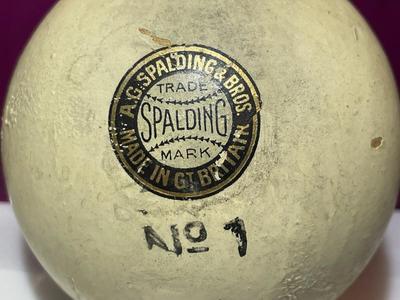 A.G. SPALDING & BROS.
TRADE
SPALDING
MARK
MADE IN GT. BRITAIN
Nº 1